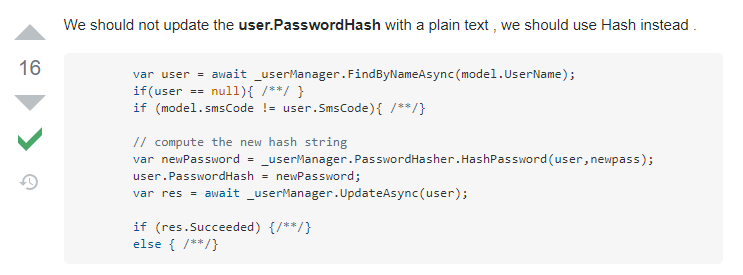 We should not update the user.PasswordHash with a plain text , we should use Hash instead .
16
var user = await _userManager.FindByNameAsync(model.UserName);
if(user == null){ /**/ }
if (model.smsCode != user.SmsCode){ /**/}
// compute the new hash string
var newPassword = _userManager.PasswordHasher.HashPassword(user,newpass);
user.PasswordHash = newPassword;
var res = await _userManager.UpdateAsync(user);
if (res.Succeeded) {/**/}
else { /**/}